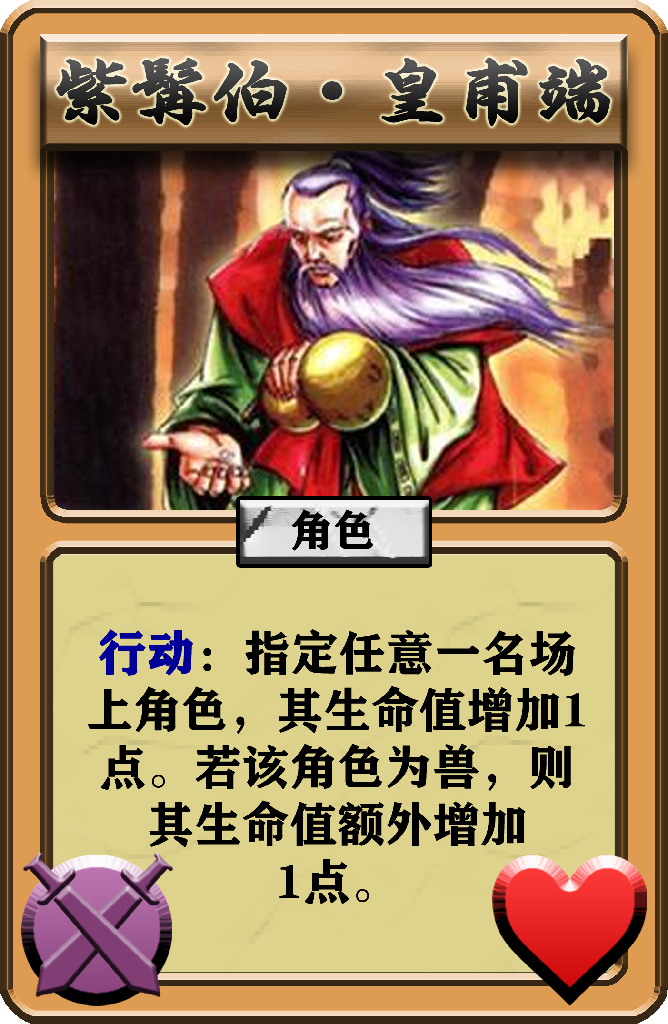 紫髯伯·皇甫端
角色
行动：指定任意一名场
上角色，其生命值增加1
点。若该角色为兽，则
其生命值额外增加
1点。